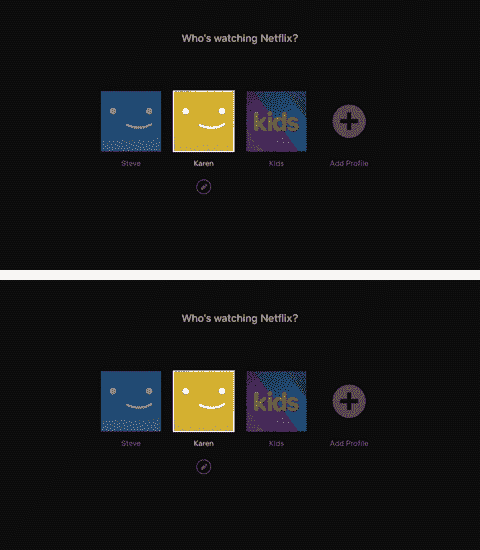 Who's watching Netflix?
kids
Steve Karen Kids Add Profile
Who's watching Netflix?
kids
Steve Karen Kids Add Profile